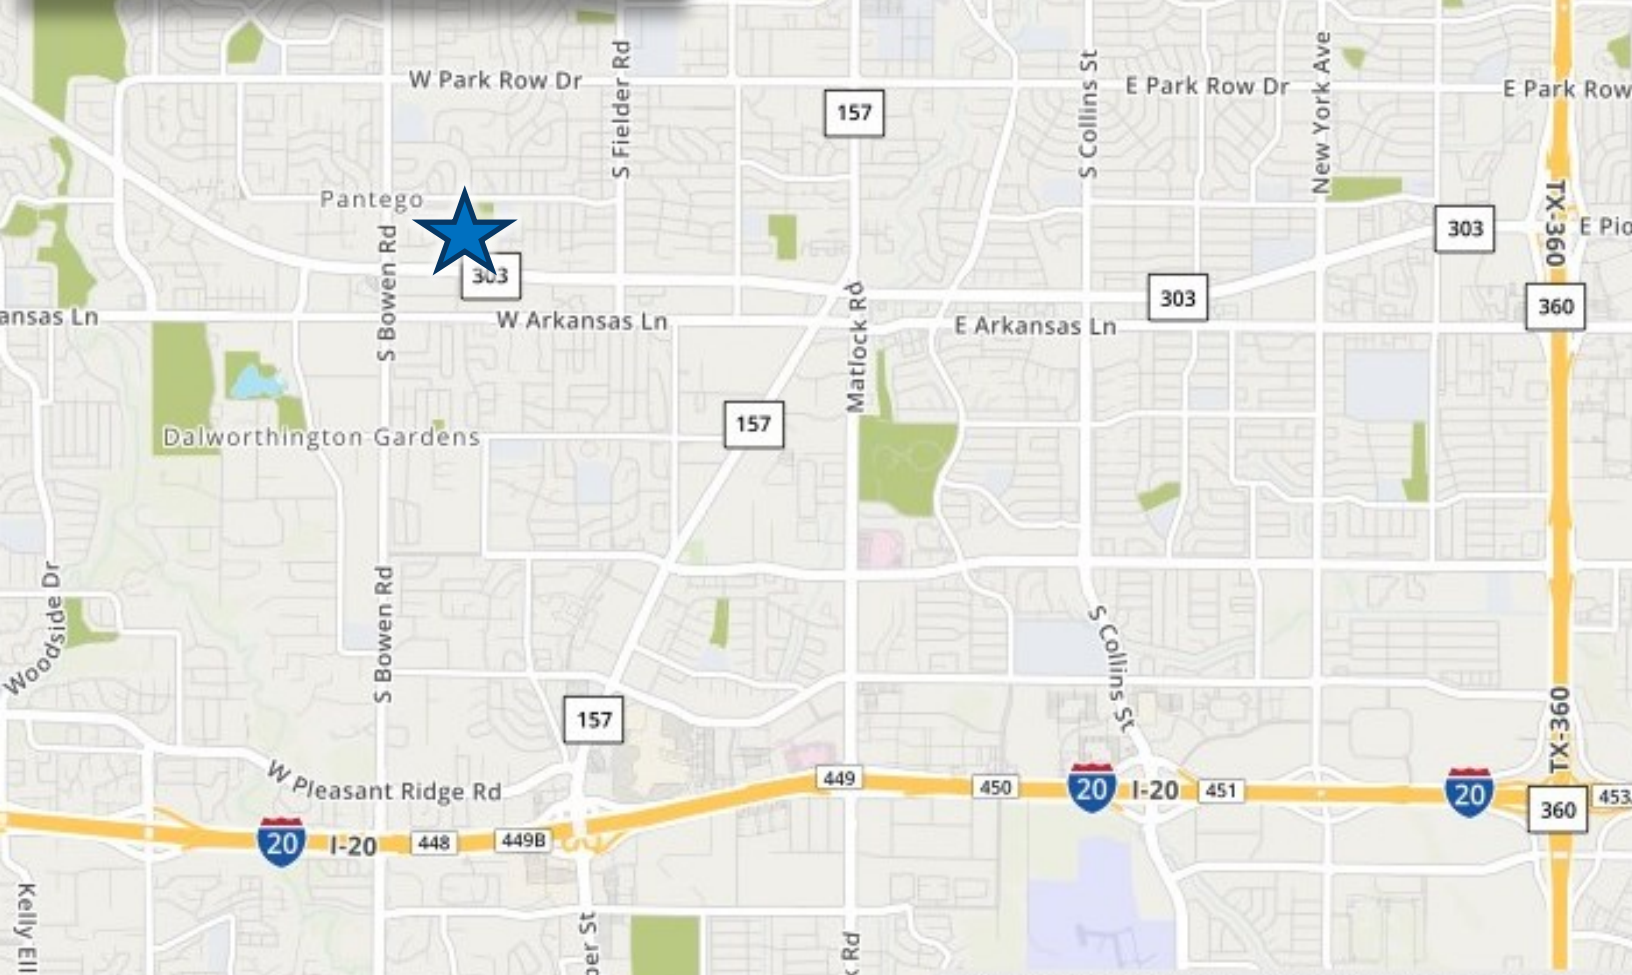 W Park Row Dr
E Park Row Dr
E Park Row
S Fielder Rd
157
S Collins St
New York Ave
TX-360
Pantego
303
303
E Pio
S Bowen Rd
303
360
ansas Ln
W Arkansas Ln
E Arkansas Ln
Matlock Rd
157
Dalworthington Gardens
Woodside Dr
S Bowen Rd
S Collins St
157
TX-360
W Pleasant Ridge Rd
449
450
20
I-20
451
20
453
360
20
I-20
448
449B
Kelly Ell
per St
k Rd